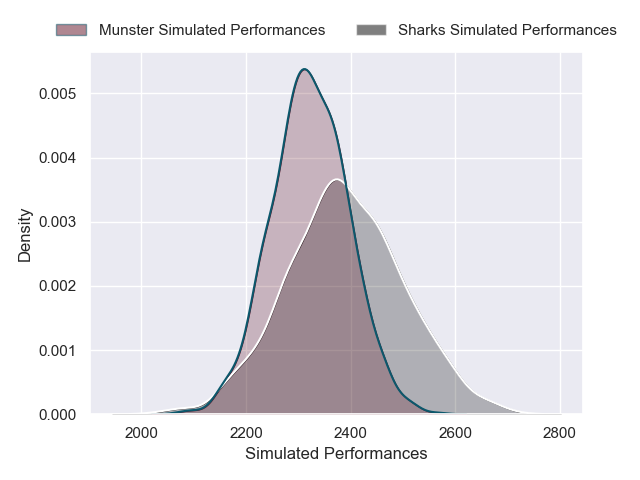 Munster Simulated Performances
Sharks Simulated Performances
0.005
0.004
0.003
0.002
0.001
0.000
Density
2000
2200
2400
2600
2800
Simulated Performances